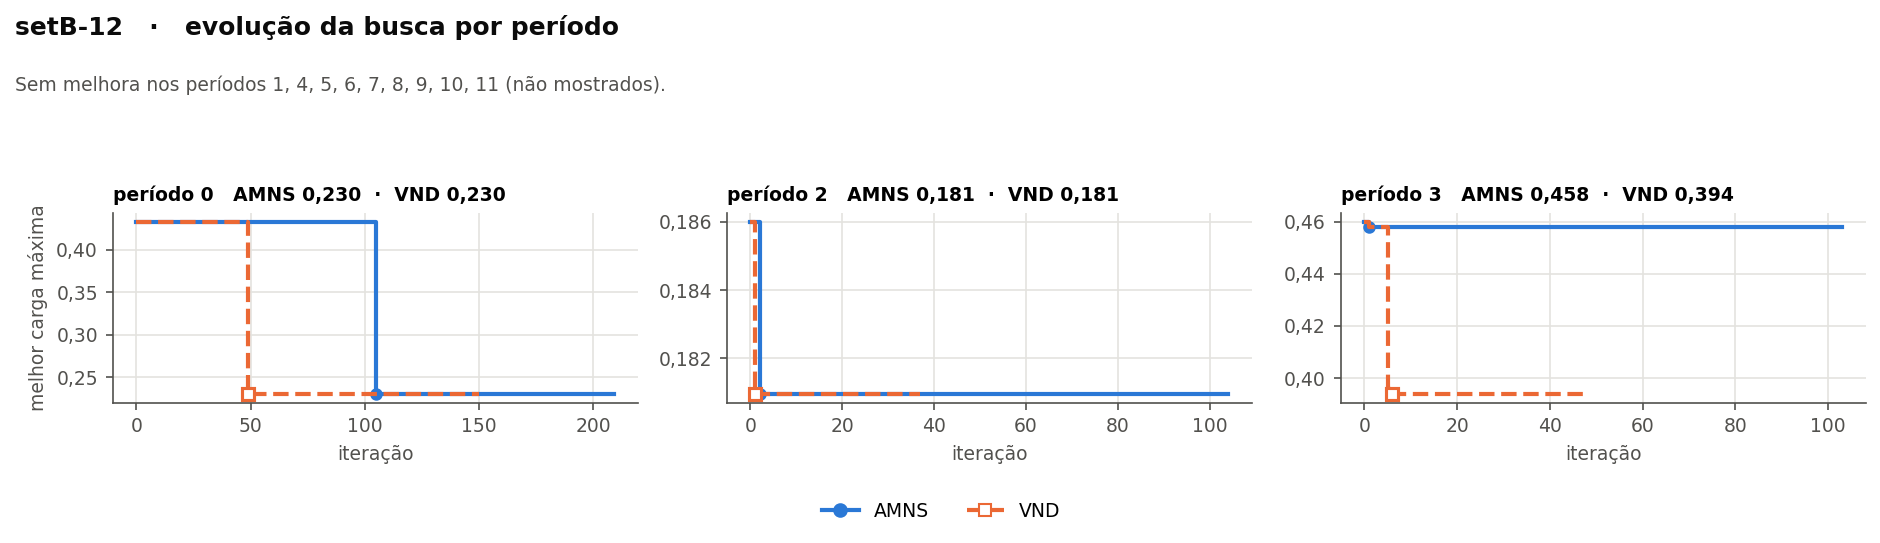 setB-12 · evolução da busca por período
Sem melhora nos períodos 1, 4, 5, 6, 7, 8, 9, 10, 11 (não mostrados).
período 0 AMNS 0,230 · VND 0,230
melhor carga máxima
0,40
0,35
0,30
0,25
0 50 100 150 200
iteração
período 2 AMNS 0,181 · VND 0,181
0,186
0,184
0,182
0 20 40 60 80 100
iteração
período 3 AMNS 0,458 · VND 0,394
0,46
0,44
0,42
0,40
0 20 40 60 80 100
iteração
AMNS VND